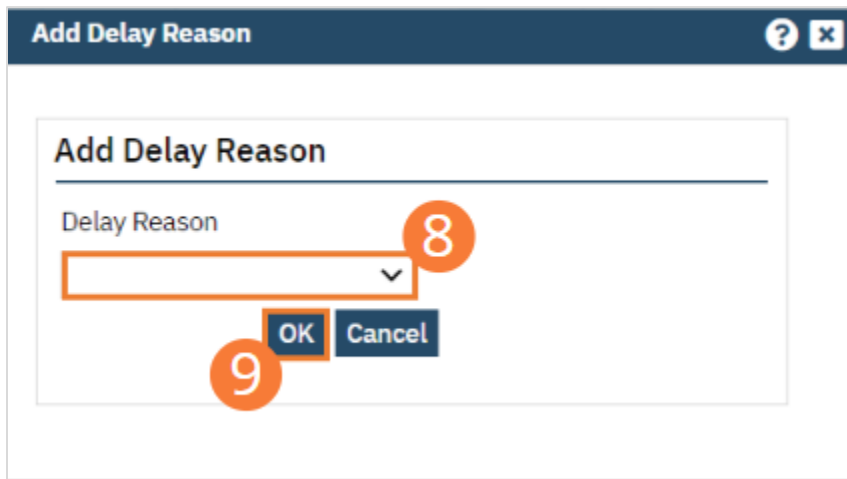 Add Delay Reason ?
Add Delay Reason
Delay Reason
8
OK Cancel
9